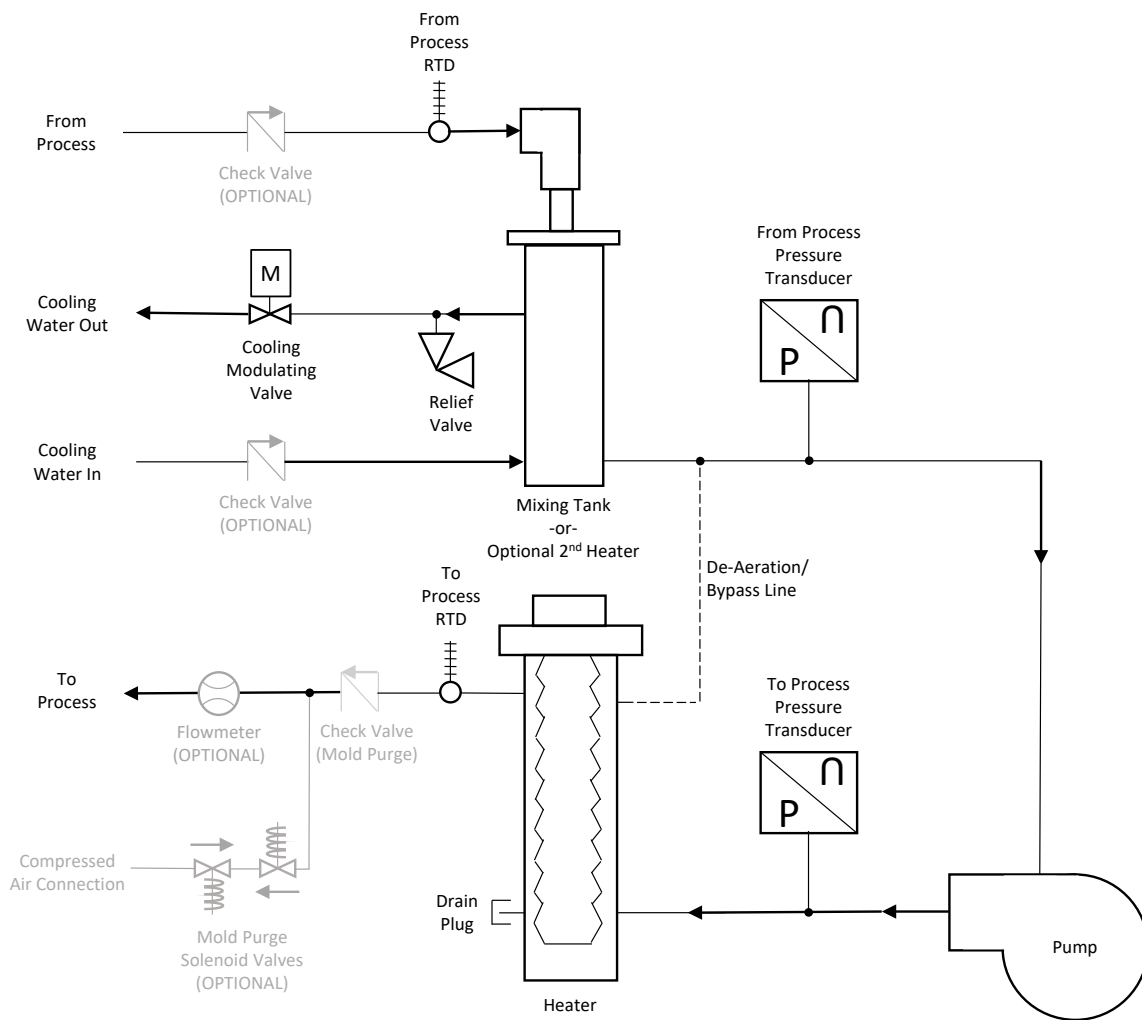 From
Process
RTD
From
Process
Check Valve
(OPTIONAL)
From Process
Pressure
Transducer
P U
M
Cooling
Water Out
Cooling
Modulating
Valve
Relief
Valve
Cooling
Water In
Check Valve
(OPTIONAL)
Mixing Tank
-or-
Optional 2nd Heater
De-Aeration/
Bypass Line
To
Process
RTD
To
Process
Flowmeter
(OPTIONAL)
Check Valve
(Mold Purge)
To Process
Pressure
Transducer
P U
Compressed
Air Connection
Mold Purge
Solenoid Valves
(OPTIONAL)
Drain
Plug
Heater
Pump